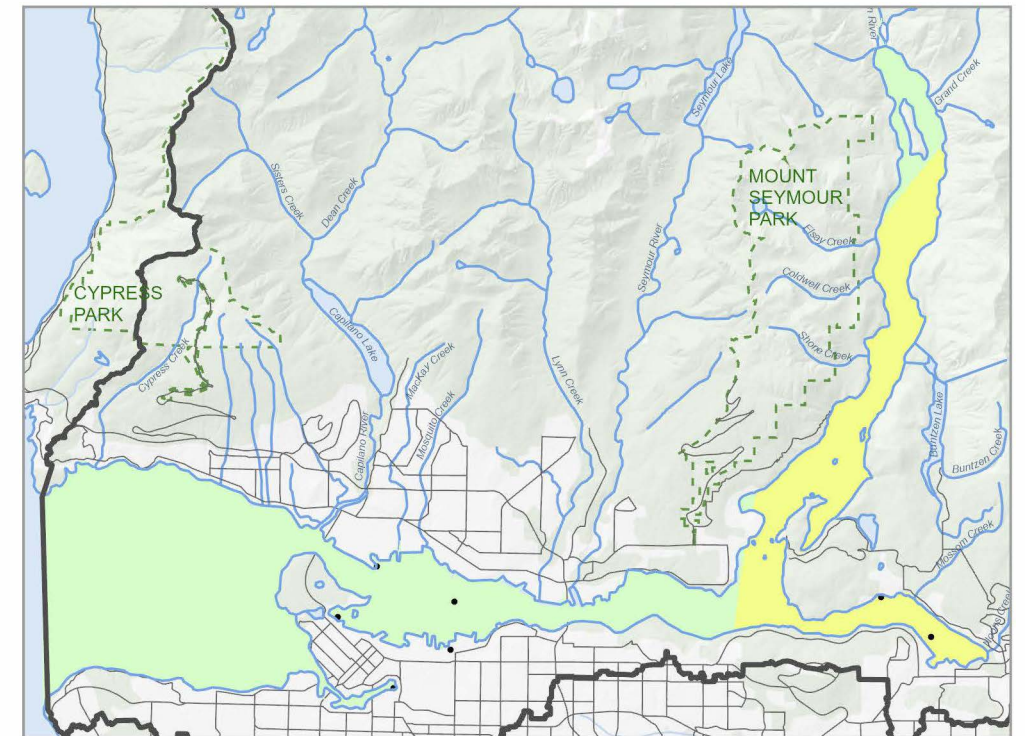 River
Grand Creek
Seymour Lake
MOUNT
SEYMOUR
PARK
Sisters Creek
Dean Creek
Elsay Creek
Seymour River
Coldwell Creek
CYPRESS
PARK
Capilano Lake
Shone Creek
Cypress Creek
MacKay Creek
Lynn Creek
Mosquito Creek
Buntzen Lake
Capilano River
Buntzen Creek
Mossom Creek
Creek